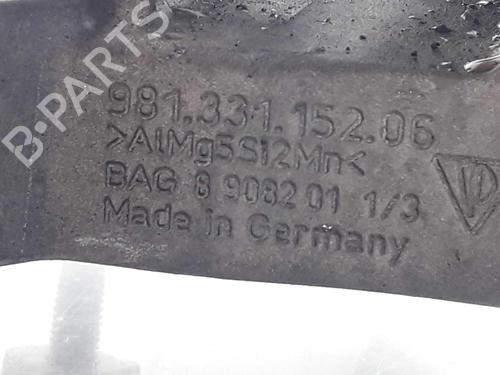 B-PARTS
981.331.152.06
>AlMg5Si2Mn<
BAG 8 9082 01 1/3
Made in Germany